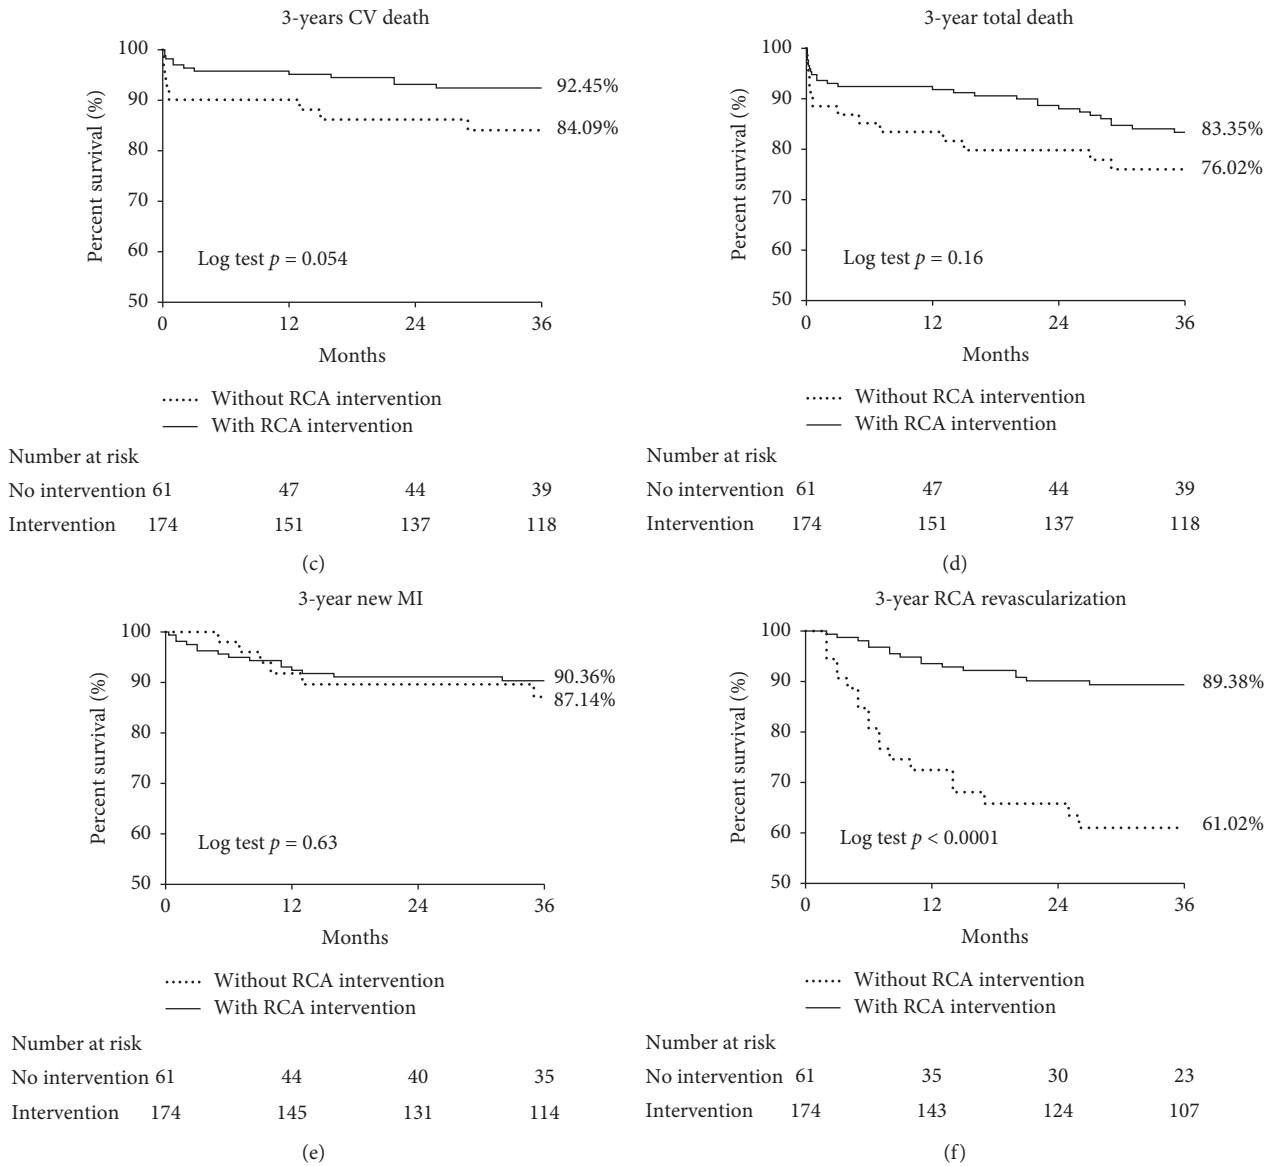 3-years CV death
100
90
80
70
60
50
Percent survival (%)
92.45%
84.09%
Log test p = 0.054
0 12 24 36
Months
Without RCA intervention
With RCA intervention
Number at risk
No intervention 61 47 44 39
Intervention 174 151 137 118
(c)
3-year total death
100
90
80
70
60
50
Percent survival (%)
83.35%
76.02%
Log test p = 0.16
0 12 24 36
Months
Without RCA intervention
With RCA intervention
Number at risk
No intervention 61 47 44 39
Intervention 174 151 137 118
(d)
3-year new MI
100
90
80
70
60
50
Percent survival (%)
90.36%
87.14%
Log test p = 0.63
0 12 24 36
Months
Without RCA intervention
With RCA intervention
Number at risk
No intervention 61 44 40 35
Intervention 174 145 131 114
(e)
3-year RCA revascularization
100
90
80
70
60
50
Percent survival (%)
89.38%
61.02%
Log test p < 0.0001
0 12 24 36
Months
Without RCA intervention
With RCA intervention
Number at risk
No intervention 61 35 30 23
Intervention 174 143 124 107
(f)